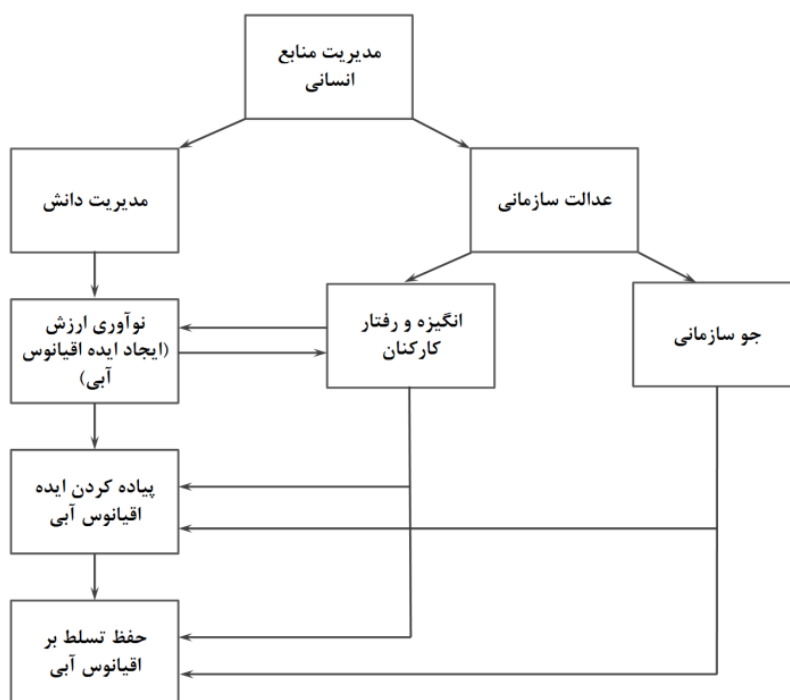 مدیریت منابع
انسانی
مدیریت دانش
عدالت سازمانی
نوآوری ارزش
(ایجاد ایده اقیانوس
آبی)
انگیزه و رفتار
کارکنان
جو سازمانی
پیاده کردن ایده
اقیانوس آبی
حفظ تسلط بر
اقیانوس آبی